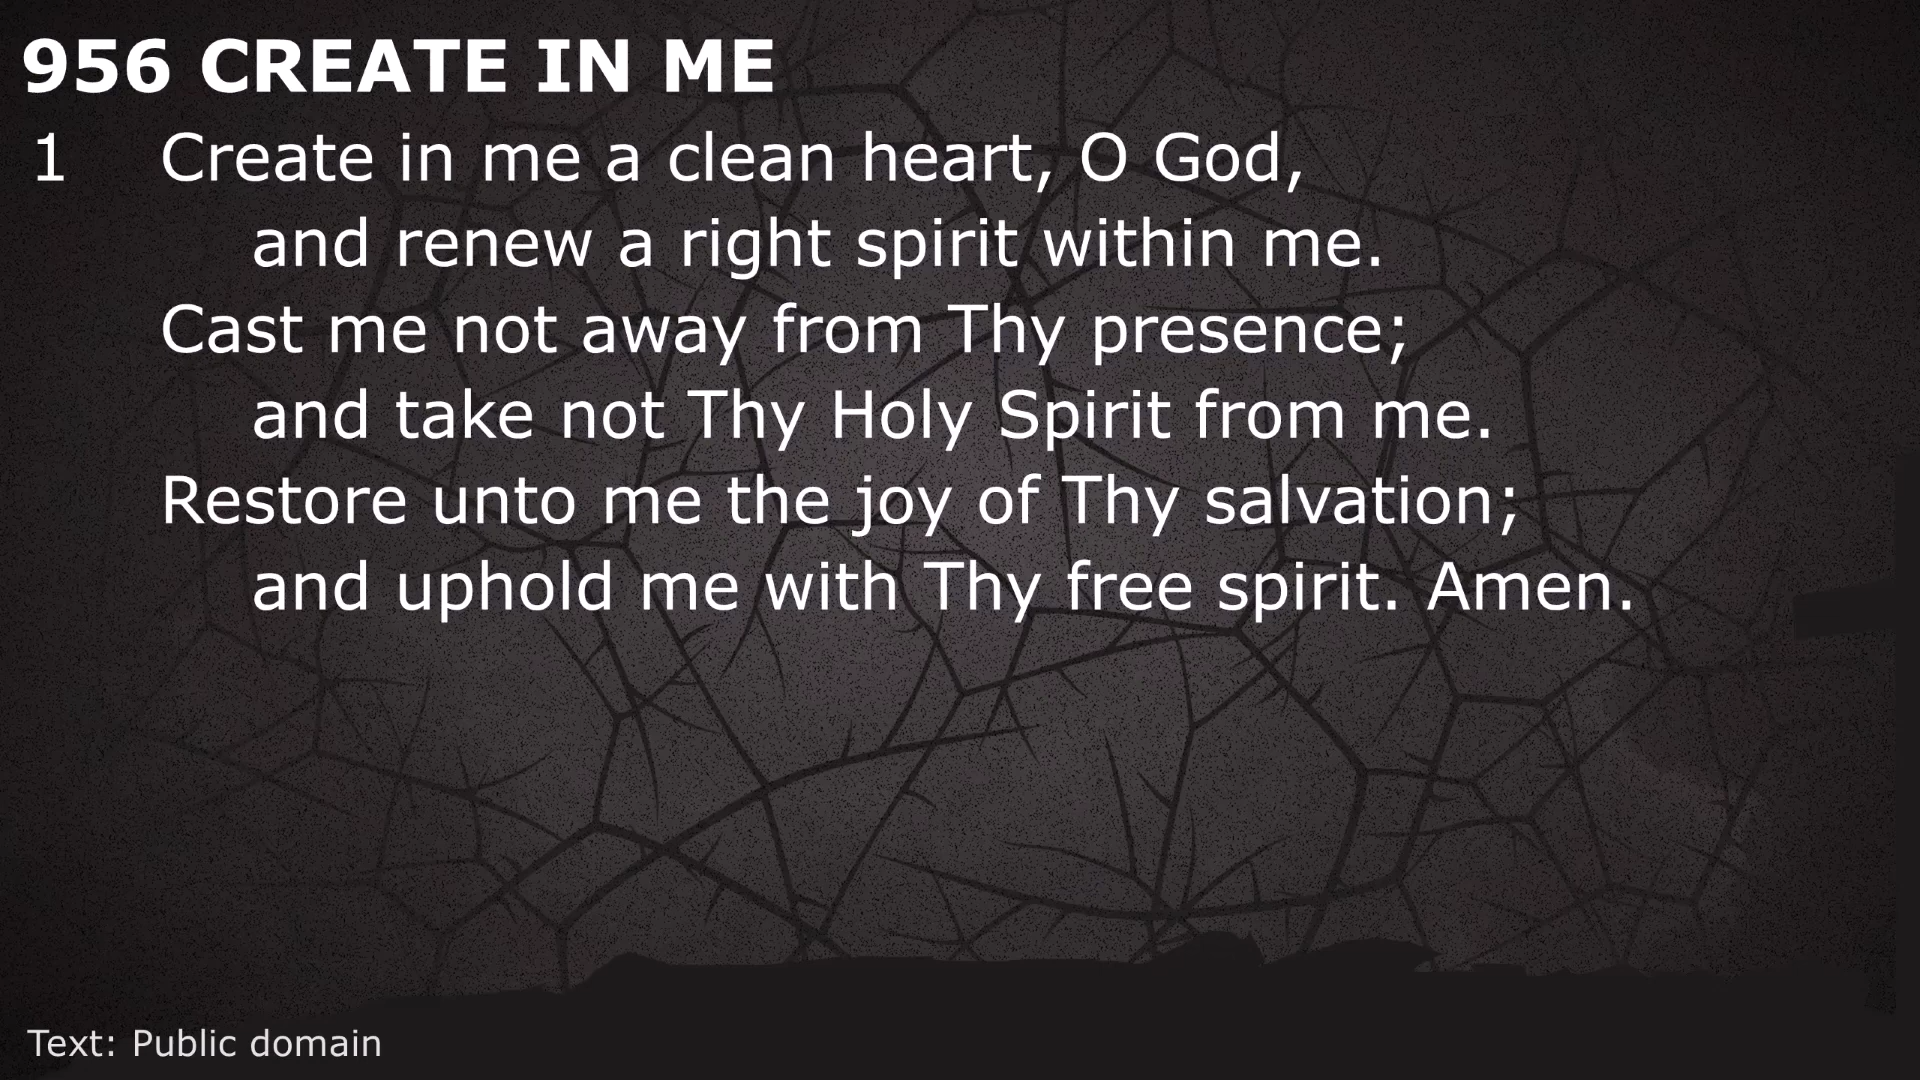 956 CREATE IN ME
1 Create in me a clean heart, O God,
and renew a right spirit within me.
Cast me not away from Thy presence;
and take not Thy Holy Spirit from me.
Restore unto me the joy of Thy salvation;
and uphold me with Thy free spirit. Amen.
Text: Public domain